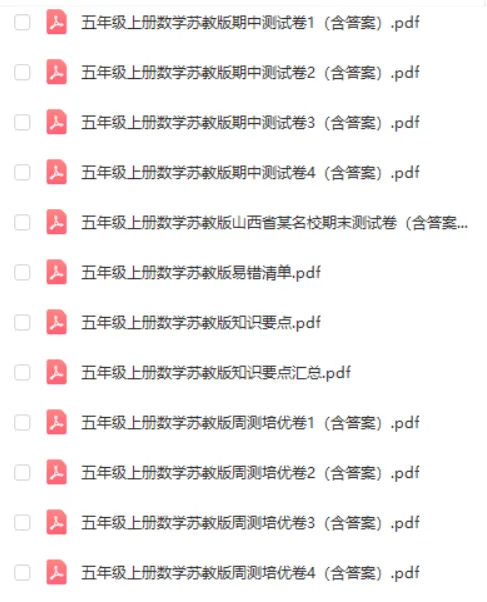 五年级上册数学苏教版期中测试卷1（含答案）.pdf
五年级上册数学苏教版期中测试卷2（含答案）.pdf
五年级上册数学苏教版期中测试卷3（含答案）.pdf
五年级上册数学苏教版期中测试卷4（含答案）.pdf
五年级上册数学苏教版山西省某名校期末测试卷（含答案...
五年级上册数学苏教版易错清单.pdf
五年级上册数学苏教版知识要点.pdf
五年级上册数学苏教版知识要点汇总.pdf
五年级上册数学苏教版周测培优卷1（含答案）.pdf
五年级上册数学苏教版周测培优卷2（含答案）.pdf
五年级上册数学苏教版周测培优卷3（含答案）.pdf
五年级上册数学苏教版周测培优卷4（含答案）.pdf